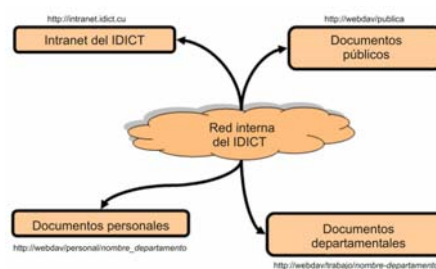 http://intranet.idict.cu
Intranet del IDICT
http://webdav/publica
Documentos
públicos
Red interna
del IDICT
Documentos personales
http://webdav/personal/nombre_departamento
Documentos
departamentales
http://webdav/trabajo/nombre-departamento